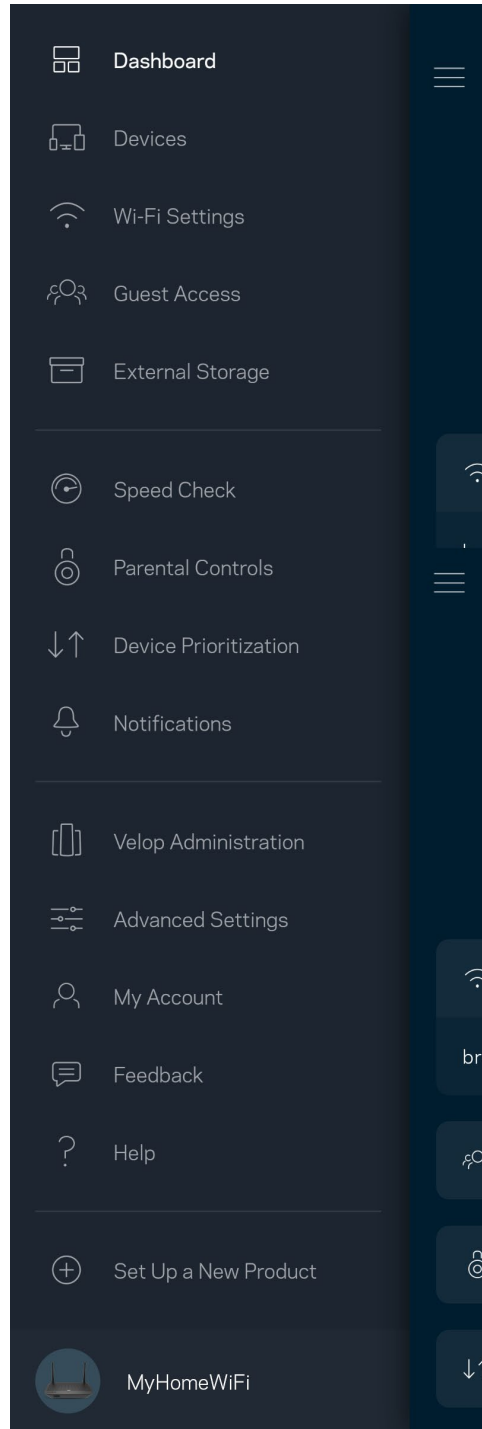 Dashboard
Devices
Wi-Fi Settings
Guest Access
External Storage
Speed Check
Parental Controls
Device Prioritization
Notifications
Velop Administration
Advanced Settings
My Account
Feedback
Help
Set Up a New Product
MyHomeWiFi
br